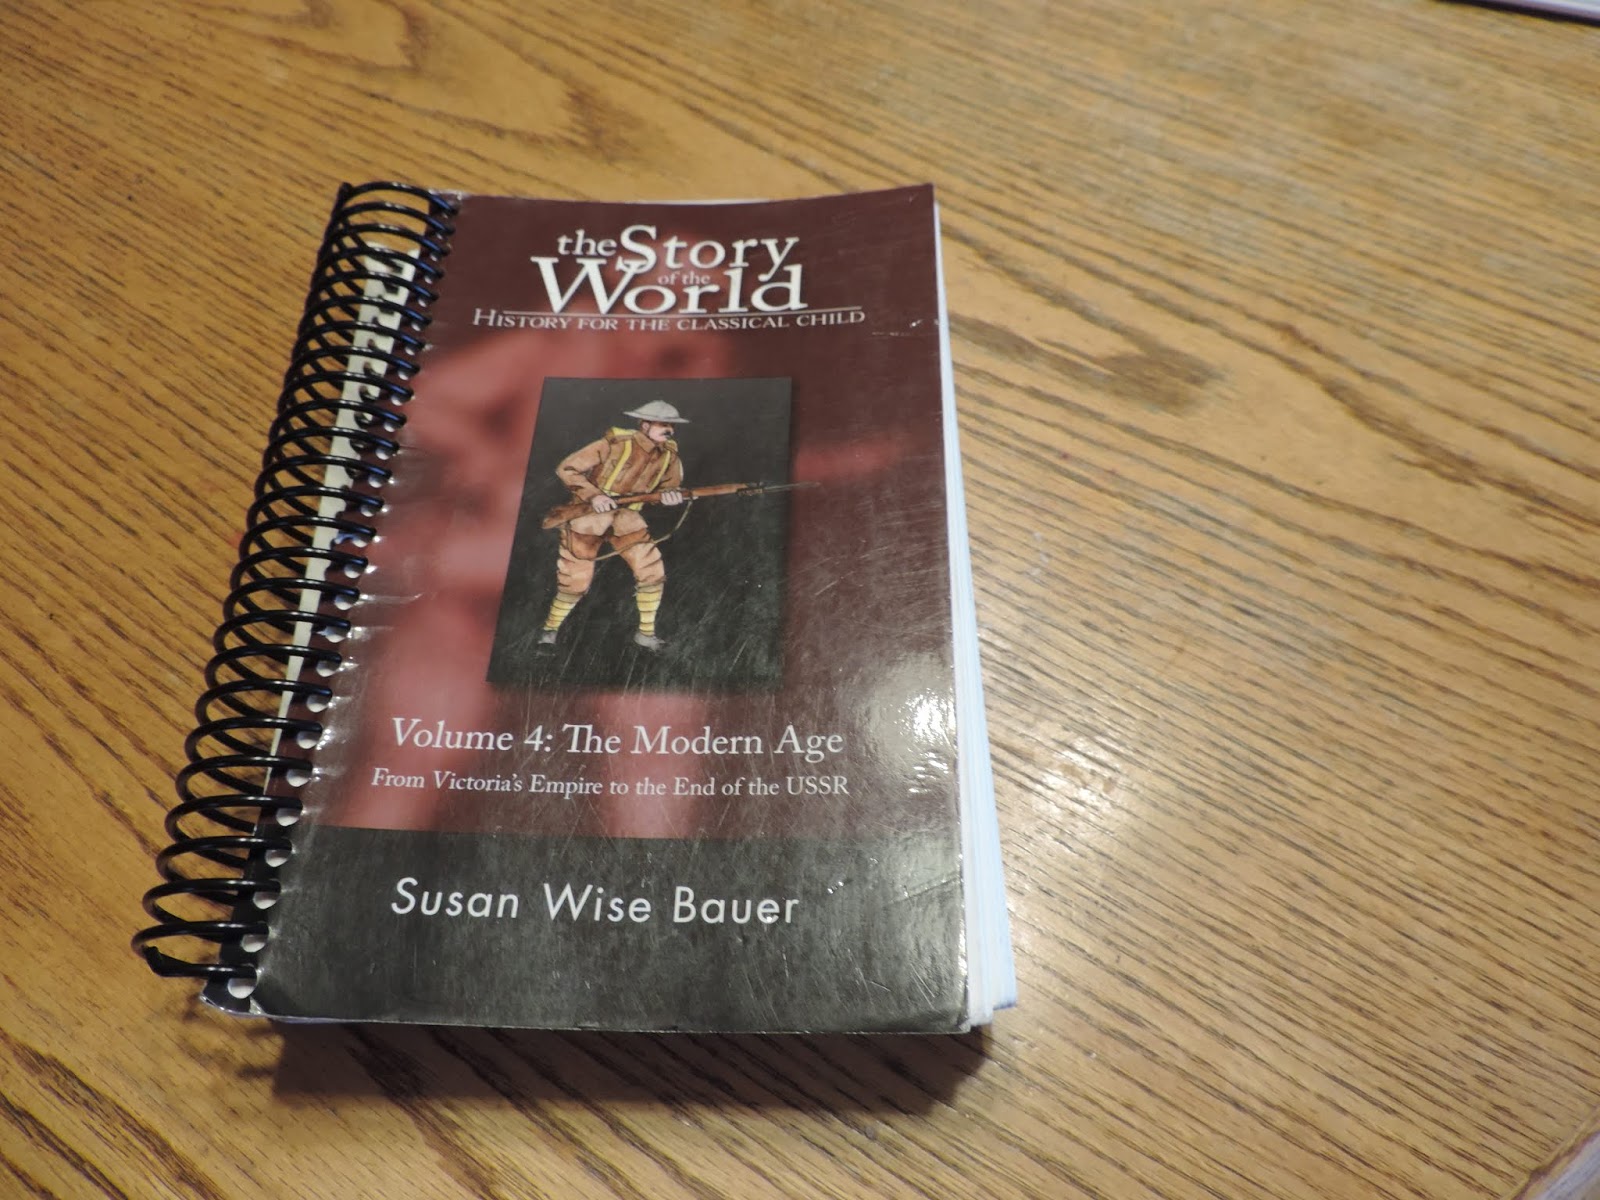 the Story
of the
World
History for the Classical Child
Volume 4: The Modern Age
From Victoria's Empire to the End of the USSR
Susan Wise Bauer